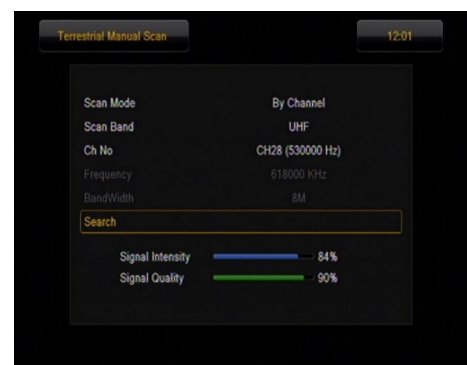 Terrestrial Manual Scan 12:01
Scan Mode By Channel
Scan Band UHF
Ch No CH28 (530000 Hz)
Frequency 618000 KHz
BandWidth 8M
Search
Signal Intensity 84%
Signal Quality 90%